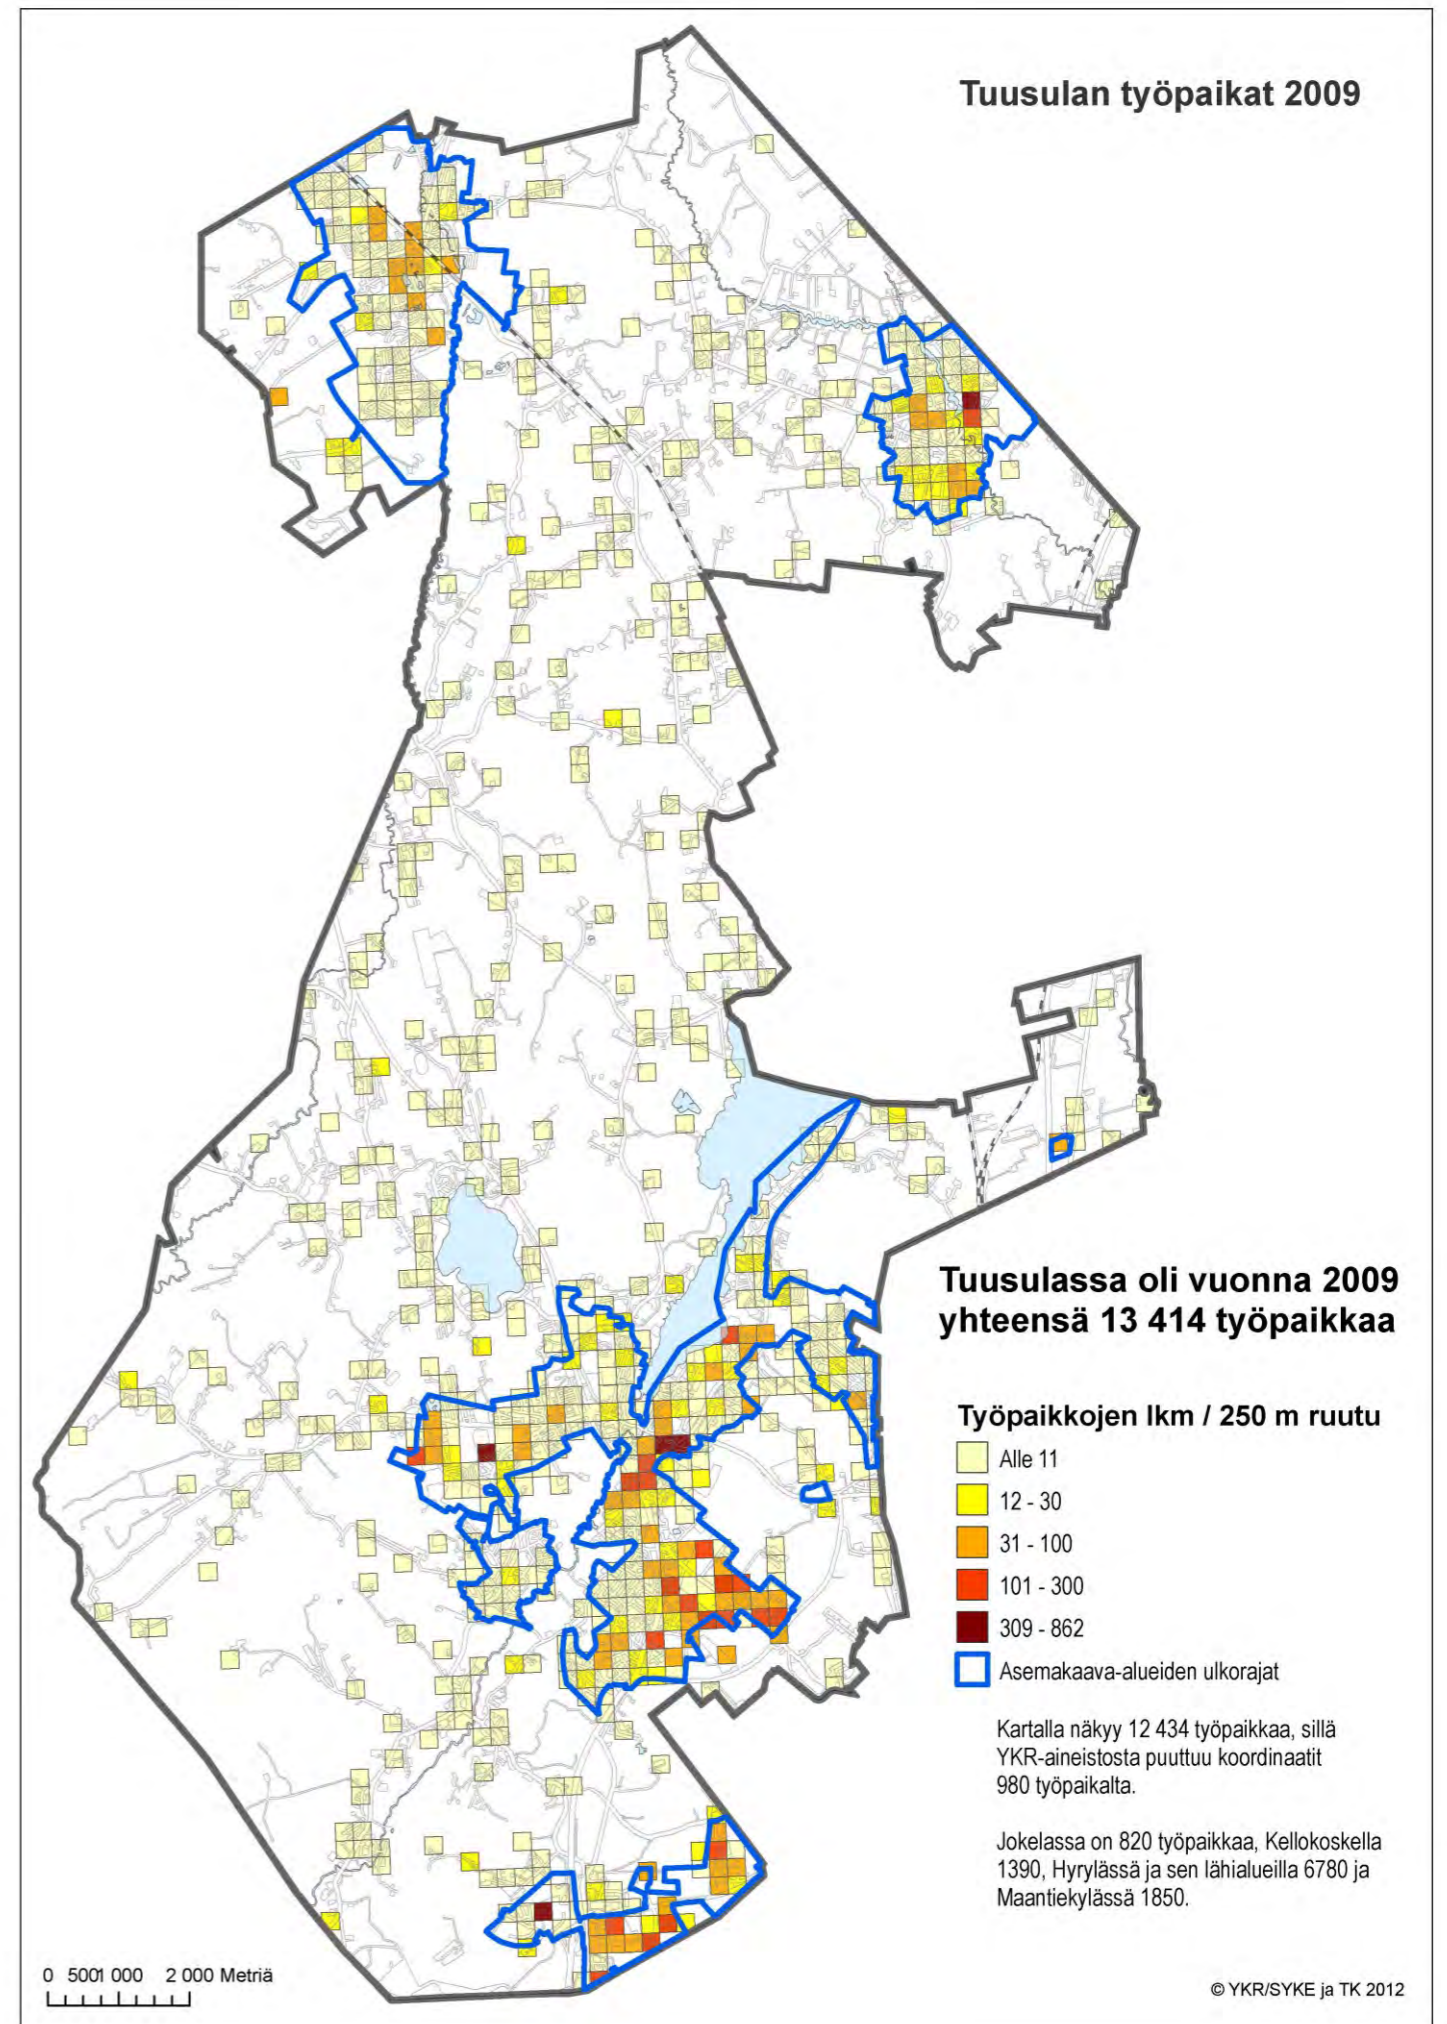 Tuusulan työpaikat 2009
Tuusulassa oli vuonna 2009
yhteensä 13 414 työpaikkaa
Työpaikkojen lkm / 250 m ruutu
Alle 11
12 - 30
31 - 100
101 - 300
309 - 862
Asemakaava-alueiden ulkorajat
Kartalla näkyy 12 434 työpaikkaa, sillä
YKR-aineistosta puuttuu koordinaatit
980 työpaikalta.
Jokelassa on 820 työpaikkaa, Kellokoskella
1390, Hyrylässä ja sen lähialueilla 6780 ja
Maantiekylässä 1850.
0 500 1 000 2 000 Metriä
© YKR/SYKE ja TK 2012